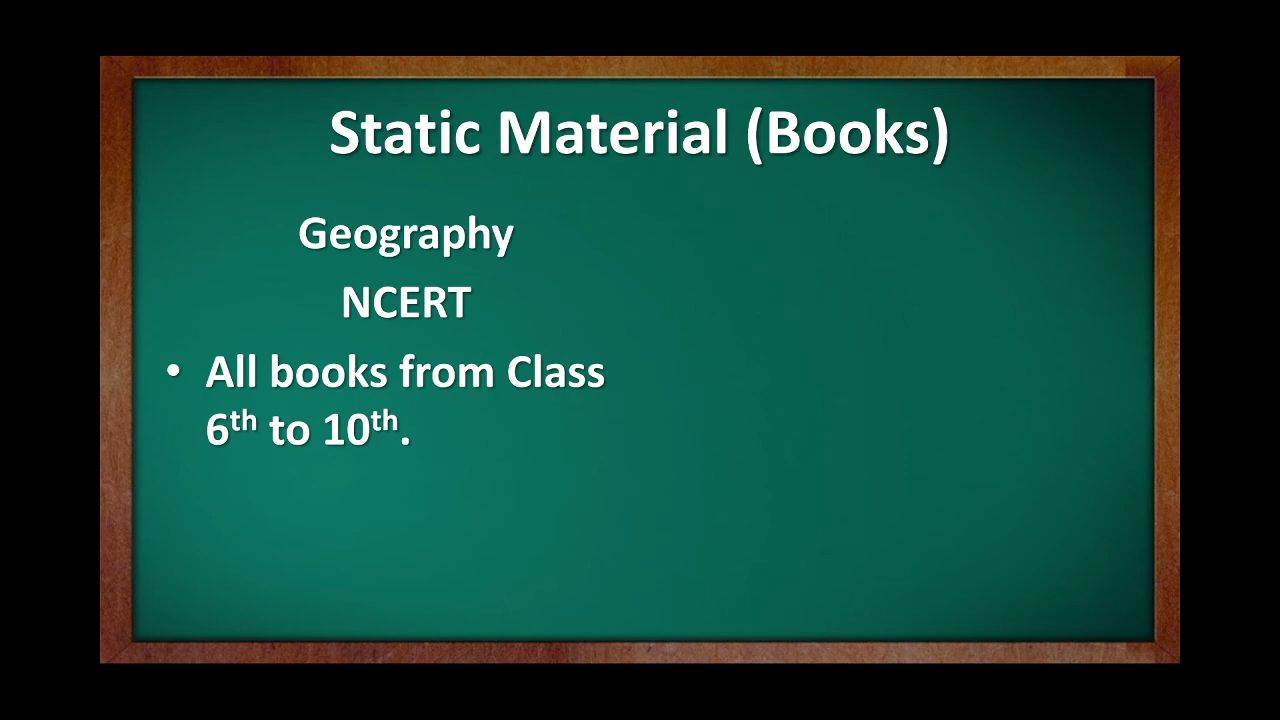 Static Material (Books)
Geography
NCERT
• All books from Class
6th to 10th.